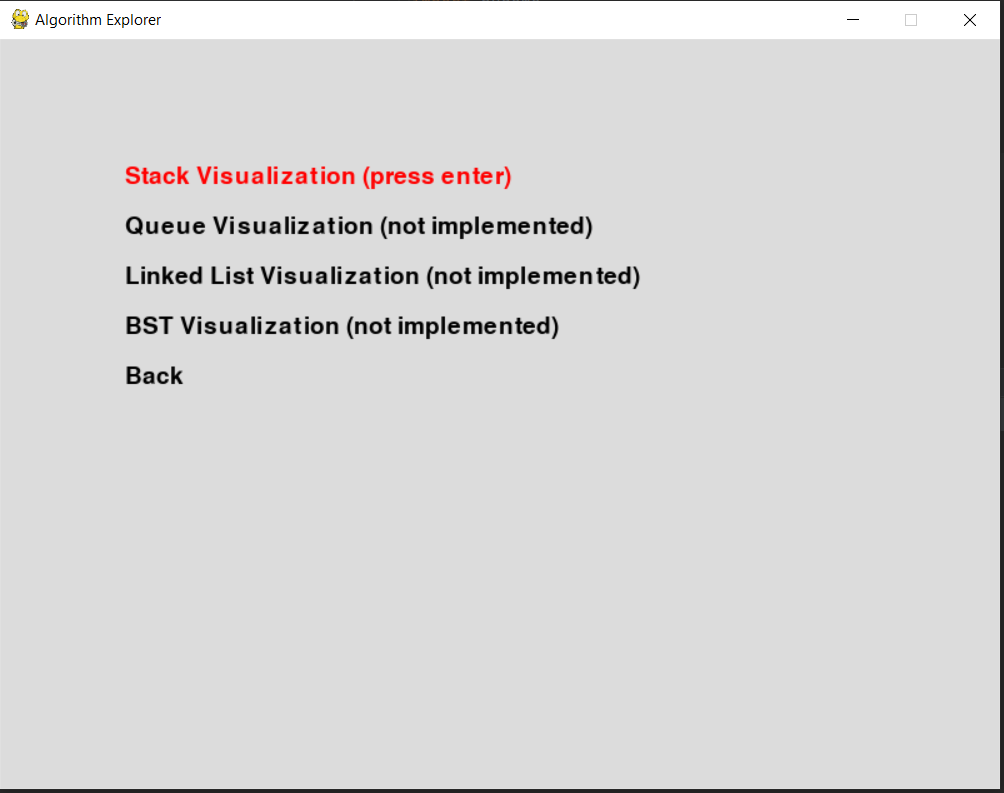 Algorithm Explorer
Stack Visualization (press enter)
Queue Visualization (not implemented)
Linked List Visualization (not implemented)
BST Visualization (not implemented)
Back